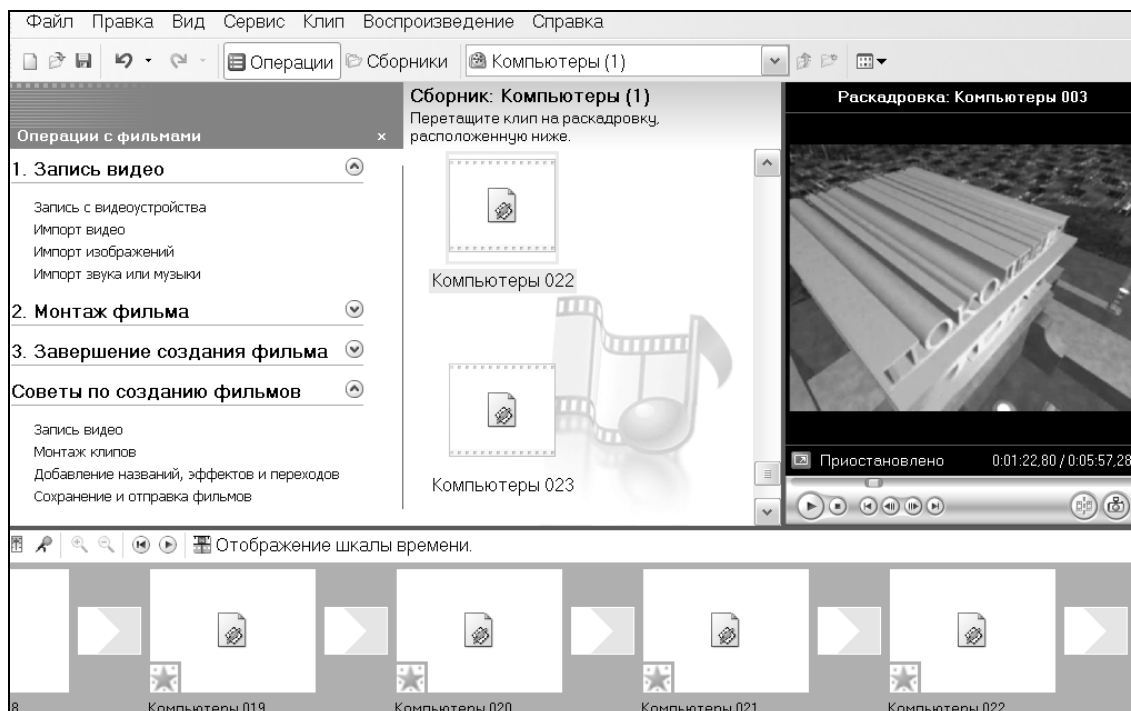 Файл Правка Вид Сервис Клип Воспроизведение Справка
Операции Сборники Компьютеры (1)
Операции с фильмами
1. Запись видео
Запись с видеоустройства
Импорт видео
Импорт изображений
Импорт звука или музыки
2. Монтаж фильма
3. Завершение создания фильма
Советы по созданию фильмов
Запись видео
Монтаж клипов
Добавление названий, эффектов и переходов
Сохранение и отправка фильмов
Сборник: Компьютеры (1)
Перетащите клип на раскадровку,
расположенную ниже.
Компьютеры 022
Компьютеры 023
Раскадровка: Компьютеры 003
Приостановлено 0:01:22,80 / 0:05:57,28
Отображение шкалы времени.
8 Компьютеры 019 Компьютеры 020 Компьютеры 021 Компьютеры 022